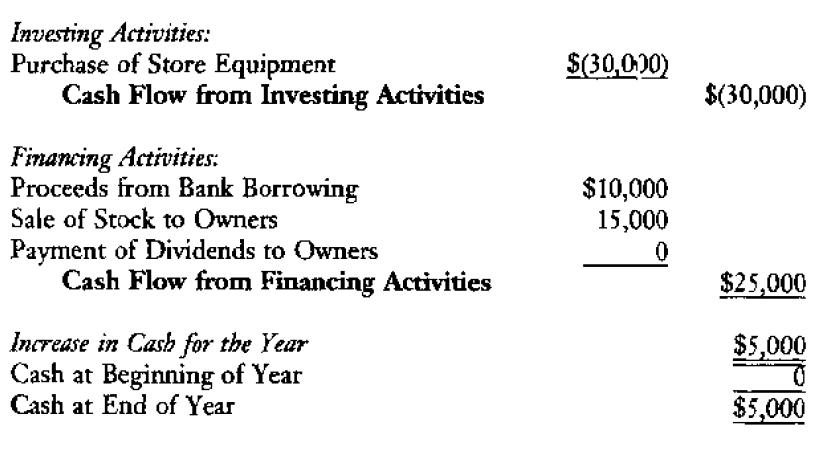 Investing Activities:
Purchase of Store Equipment $(30,000)
Cash Flow from Investing Activities $(30,000)
Financing Activities:
Proceeds from Bank Borrowing $10,000
Sale of Stock to Owners 15,000
Payment of Dividends to Owners 0
Cash Flow from Financing Activities $25,000
Increase in Cash for the Year $5,000
Cash at Beginning of Year 0
Cash at End of Year $5,000